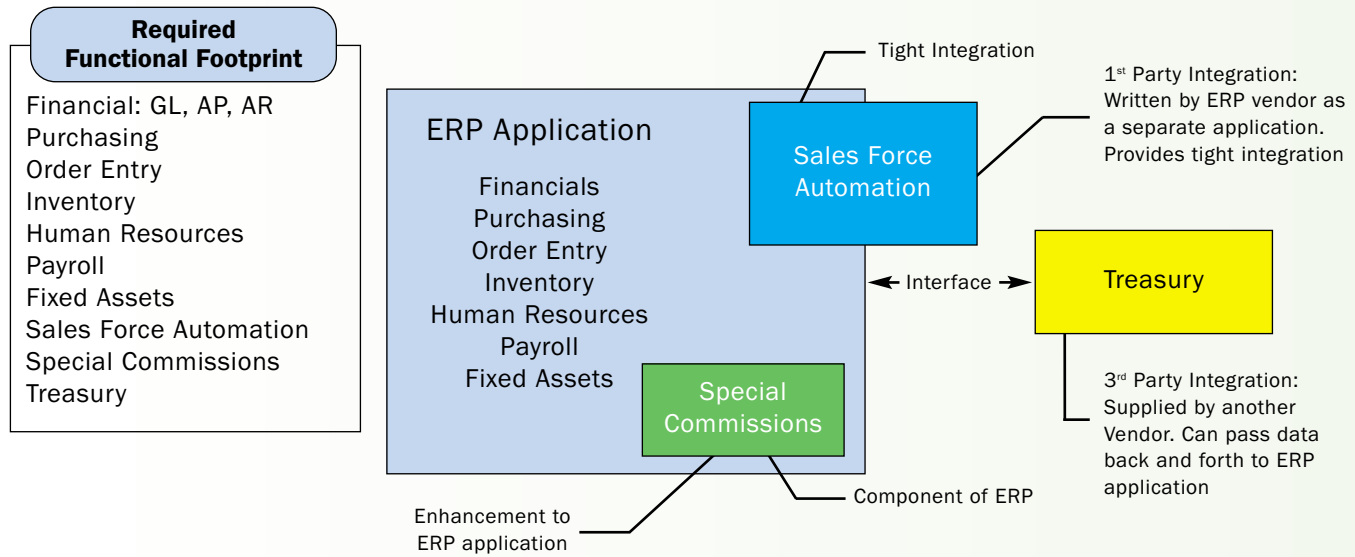 Required
Functional Footprint
Financial: GL, AP, AR
Purchasing
Order Entry
Inventory
Human Resources
Payroll
Fixed Assets
Sales Force Automation
Special Commissions
Treasury
ERP Application
Financials
Purchasing
Order Entry
Inventory
Human Resources
Payroll
Fixed Assets
Tight Integration
Sales Force
Automation
1st Party Integration:
Written by ERP vendor as
a separate application.
Provides tight integration
Interface
Treasury
3rd Party Integration:
Supplied by another
Vendor. Can pass data
back and forth to ERP
application
Special
Commissions
Component of ERP
Enhancement to
ERP application